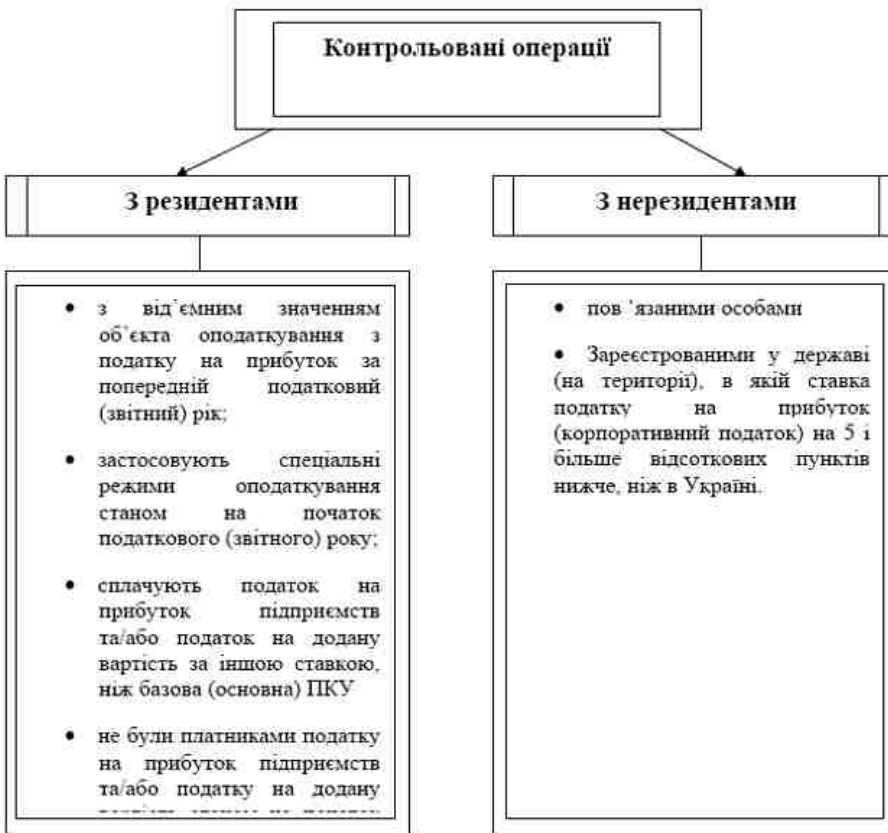 Контрольовані операції
З резидентами
З нерезидентами
• з від`ємним значенням
об`єкта оподаткування з
податку на прибуток за
попередній податковий
(звітний) рік;
• застосовують спеціальні
режими оподаткування
станом на початок
податкового (звітного) року;
• сплачують податок на
прибуток підприємств
та/або податок на додану
вартість за іншою ставкою,
ніж базова (основна) ПКУ
• не були платниками податку
на прибуток підприємств
та/або податку на додану
• пов ’язаними особами
• Зареєстрованими у державі
(на території), в якій ставка
податку на прибуток
(корпоративний податок) на 5 і
більше відсоткових пунктів
нижче, ніж в Україні.